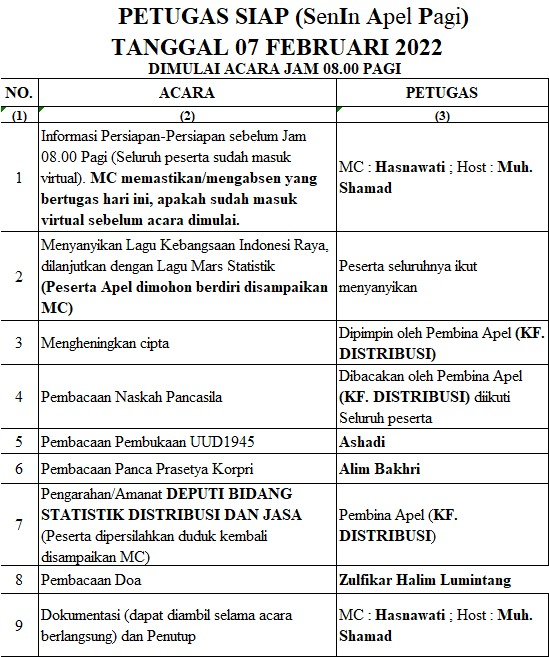 PETUGAS SIAP (SenIn Apel Pagi)
TANGGAL 07 FEBRUARI 2022
DIMULAI ACARA JAM 08.00 PAGI
NO. ACARA PETUGAS
(1) (2) (3)
1
Informasi Persiapan-Persiapan sebelum Jam
08.00 Pagi (Seluruh peserta sudah masuk
virtual). MC memastikan/mengabsen yang
bertugas hari ini, apakah sudah masuk
virtual sebelum acara dimulai.
MC : Hasnawati ; Host : Muh.
Shamad
2
Menyanyikan Lagu Kebangsaan Indonesi Raya,
dilanjutkan dengan Lagu Mars Statistik
(Peserta Apel dimohon berdiri disampaikan
MC)
Peserta seluruhnya ikut
menyanyikan
3
Mengheningkan cipta
Dipimpin oleh Pembina Apel (KF.
DISTRIBUSI)
4
Pembacaan Naskah Pancasila
Dibacakan oleh Pembina Apel
(KF. DISTRIBUSI) diikuti
Seluruh peserta
5 Pembacaan Pembukaan UUD1945 Ashadi
6 Pembacaan Panca Prasetya Korpri Alim Bakhri
7
Pengarahan/Amanat DEPUTI BIDANG
STATISTIK DISTRIBUSI DAN JASA
(Peserta dipersilahkan duduk kembali
disampaikan MC)
Pembina Apel (KF.
DISTRIBUSI)
8 Pembacaan Doa Zulfikar Halim Lumintang
9
Dokumentasi (dapat diambil selama acara
berlangsung) dan Penutup
MC : Hasnawati ; Host : Muh.
Shamad